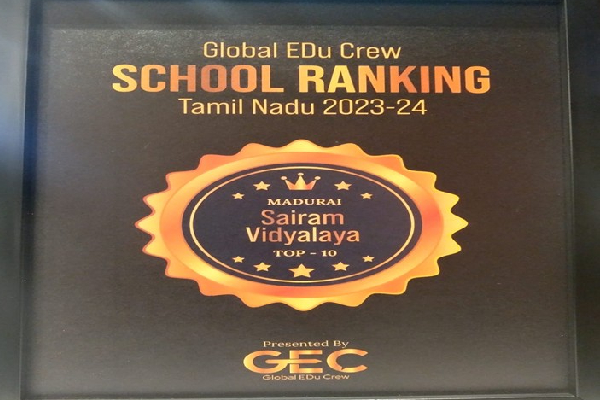 Global EDu Crew
SCHOOL RANKING
Tamil Nadu 2023-24
MADURAI
Sairam
Vidyalaya
TOP - 10
Presented By
GEC
Global EDu Crew